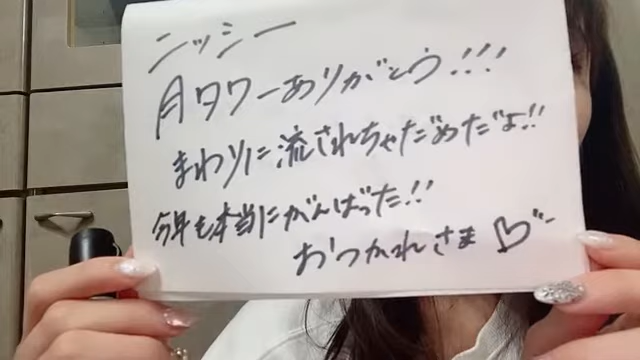 ニッシー
月タワーありがとう!!!
まわりに流されちゃだめだよ!!
今年も本当にがんばった!!
おつかれさま♡